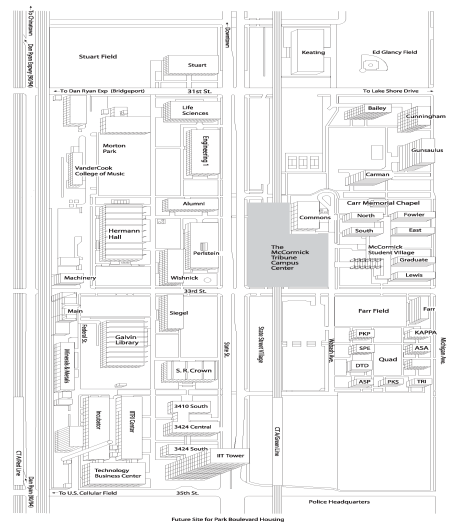 To Chinatown
Dan Ryan Expwy (90/94)
Downtown
Stuart Field
Stuart
Keating
Ed Glancy Field
To Dan Ryan Exp (Bridgeport)
31st St.
To Lake Shore Drive
Life
Sciences
Bailey
Cunningham
Morton
Park
Engineering 1
Gunsaulus
VanderCook
College of Music
Carman
Alumni
Carr Memorial Chapel
Commons
North
Fowler
Hermann
Hall
South
East
The
McCormick
Tribune
Campus
Center
McCormick
Student Village
Perlstein
Graduate
Machinery
Wishnick
Lewis
33rd St.
Main
Siegel
Farr Field
Farr
Federal St.
Galvin
Library
State St.
State Street Village
Wabash Ave.
Michigan Ave.
PKP
KAPPA
SPE
ASA
Quad
DTD
Minerals & Metals
S. R. Crown
ASP
PKS
TRI
3410 South
Incubator
IITRI Center
3424 Central
CTA/Red Line
CTA/Green Line
3424 South
IIT Tower
Technology
Business Center
Dan Ryan (90/94)
To U.S. Cellular Field
35th St.
Police Headquarters
Future Site for Park Boulevard Housing